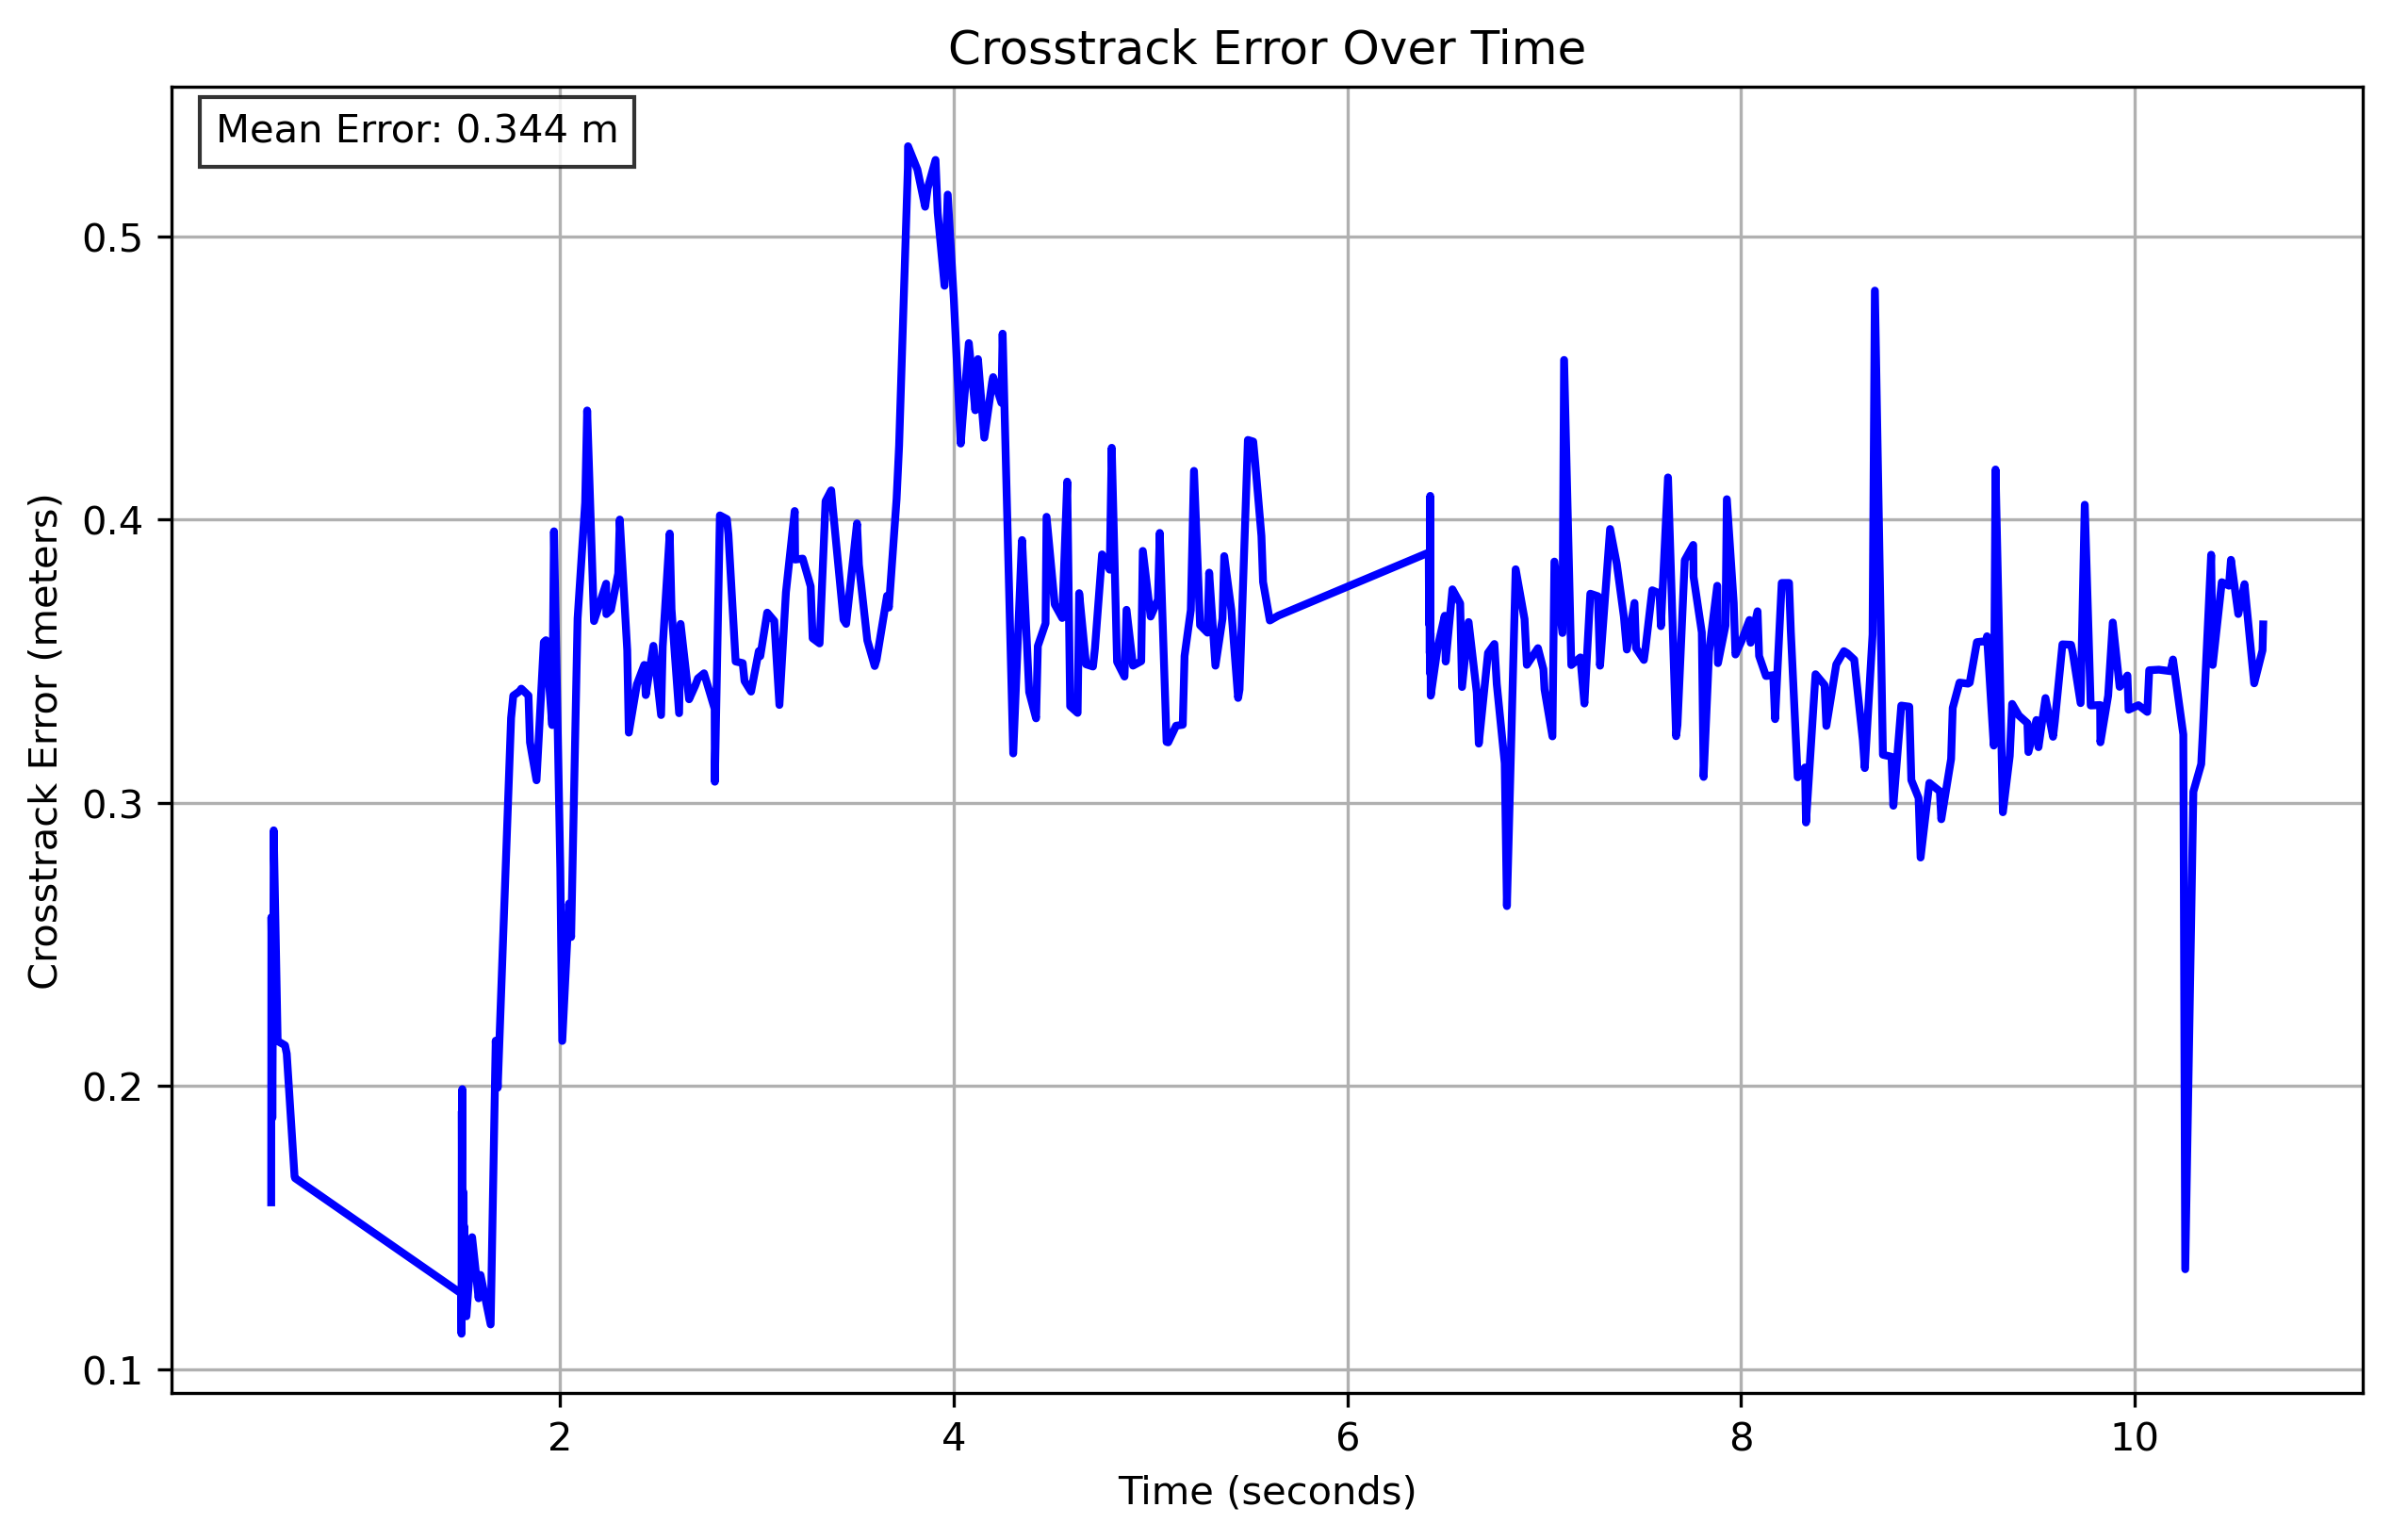 Crosstrack Error Over Time
Mean Error: 0.344 m
Crosstrack Error (meters)
0.5
0.4
0.3
0.2
0.1
2 4 6 8 10
Time (seconds)